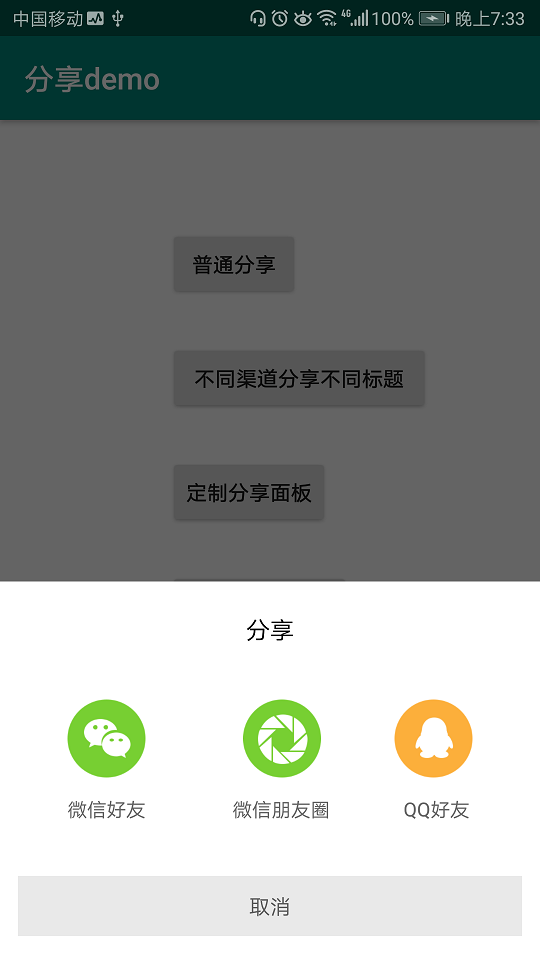 中国移动 4G 100% 晚上7:33
分享demo
普通分享
不同渠道分享不同标题
定制分享面板
分享
微信好友 微信朋友圈 QQ好友
取消